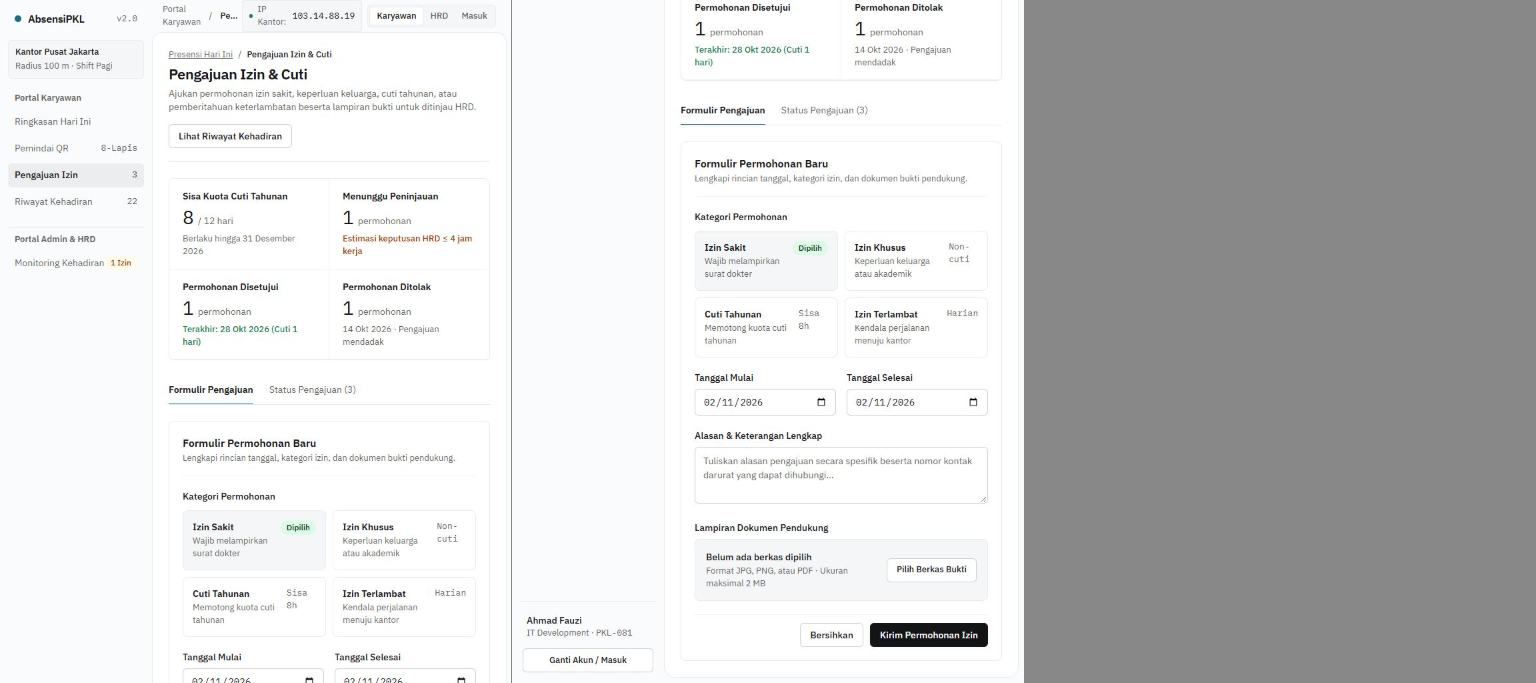 AbsensiPKL v2.0
Kantor Pusat Jakarta
Radius 100 m · Shift Pagi
Portal Karyawan
Ringkasan Hari Ini
Pemindai QR 8-Lapis
Pengajuan Izin 3
Riwayat Kehadiran 22
Portal Admin & HRD
Monitoring Kehadiran 1 Izin
Portal
Karyawan / Pe...
IP
Kantor: 103.14.88.19
Karyawan HRD Masuk
Presensi Hari Ini / Pengajuan Izin & Cuti
Pengajuan Izin & Cuti
Ajukan permohonan izin sakit, keperluan keluarga, cuti tahunan, atau
pemberitahuan keterlambatan beserta lampiran bukti untuk ditinjau HRD.
Lihat Riwayat Kehadiran
Sisa Kuota Cuti Tahunan
8 / 12 hari
Berlaku hingga 31 Desember
2026
Menunggu Peninjauan
1 permohonan
Estimasi keputusan HRD ≤ 4 jam
kerja
Permohonan Disetujui
1 permohonan
Terakhir: 28 Okt 2026 (Cuti 1
hari)
Permohonan Ditolak
1 permohonan
14 Okt 2026 · Pengajuan
mendadak
Formulir Pengajuan Status Pengajuan (3)
Formulir Permohonan Baru
Lengkapi rincian tanggal, kategori izin, dan dokumen bukti pendukung.
Kategori Permohonan
Izin Sakit Dipilih
Wajib melampirkan
surat dokter
Izin Khusus Non-
cuti
Keperluan keluarga
atau akademik
Cuti Tahunan Sisa
8h
Memotong kuota cuti
tahunan
Izin Terlambat Harian
Kendala perjalanan
menuju kantor
Tanggal Mulai Tanggal Selesai
02/11/2026 02/11/2026
Permohonan Disetujui
1 permohonan
Terakhir: 28 Okt 2026 (Cuti 1
hari)
Permohonan Ditolak
1 permohonan
14 Okt 2026 · Pengajuan
mendadak
Formulir Pengajuan Status Pengajuan (3)
Formulir Permohonan Baru
Lengkapi rincian tanggal, kategori izin, dan dokumen bukti pendukung.
Kategori Permohonan
Izin Sakit Dipilih
Wajib melampirkan
surat dokter
Izin Khusus Non-
cuti
Keperluan keluarga
atau akademik
Cuti Tahunan Sisa
8h
Memotong kuota cuti
tahunan
Izin Terlambat Harian
Kendala perjalanan
menuju kantor
Tanggal Mulai Tanggal Selesai
02/11/2026 02/11/2026
Alasan & Keterangan Lengkap
Tuliskan alasan pengajuan secara spesifik beserta nomor kontak
darurat yang dapat dihubungi...
Lampiran Dokumen Pendukung
Belum ada berkas dipilih
Format JPG, PNG, atau PDF · Ukuran
maksimal 2 MB
Pilih Berkas Bukti
Bersihkan Kirim Permohonan Izin
Ahmad Fauzi
IT Development · PKL-081
Ganti Akun / Masuk